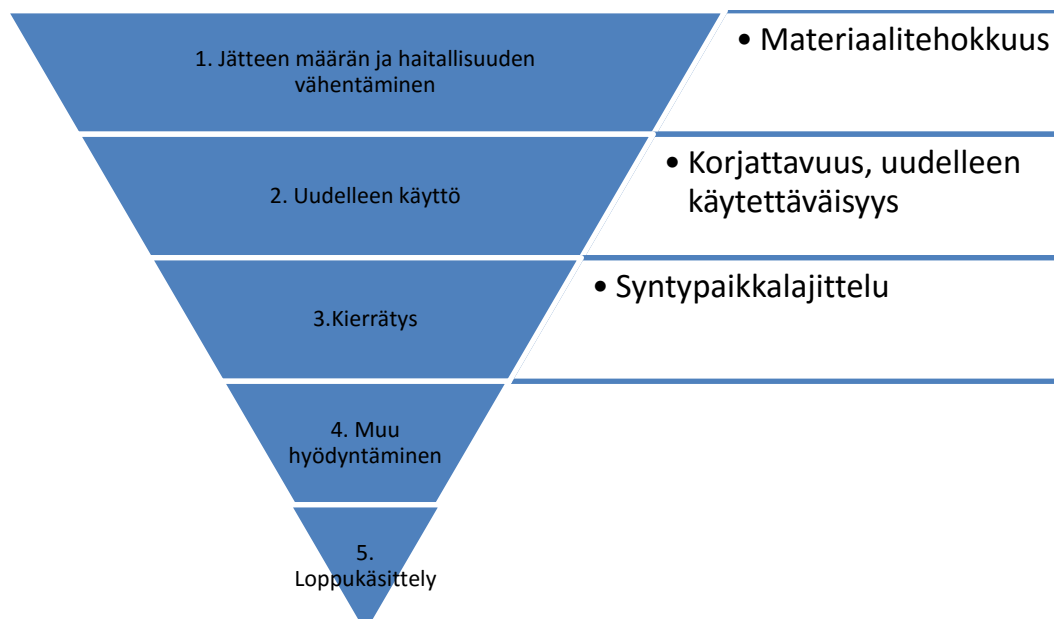 1. Jätteen määrän ja haitallisuuden
vähentäminen
• Materiaalitehokkuus
2. Uudelleen käyttö
• Korjattavuus, uudelleen
käytettäväisyys
3.Kierrätys
• Syntypaikkalajittelu
4. Muu
hyödyntäminen
5.
Loppukäsittely